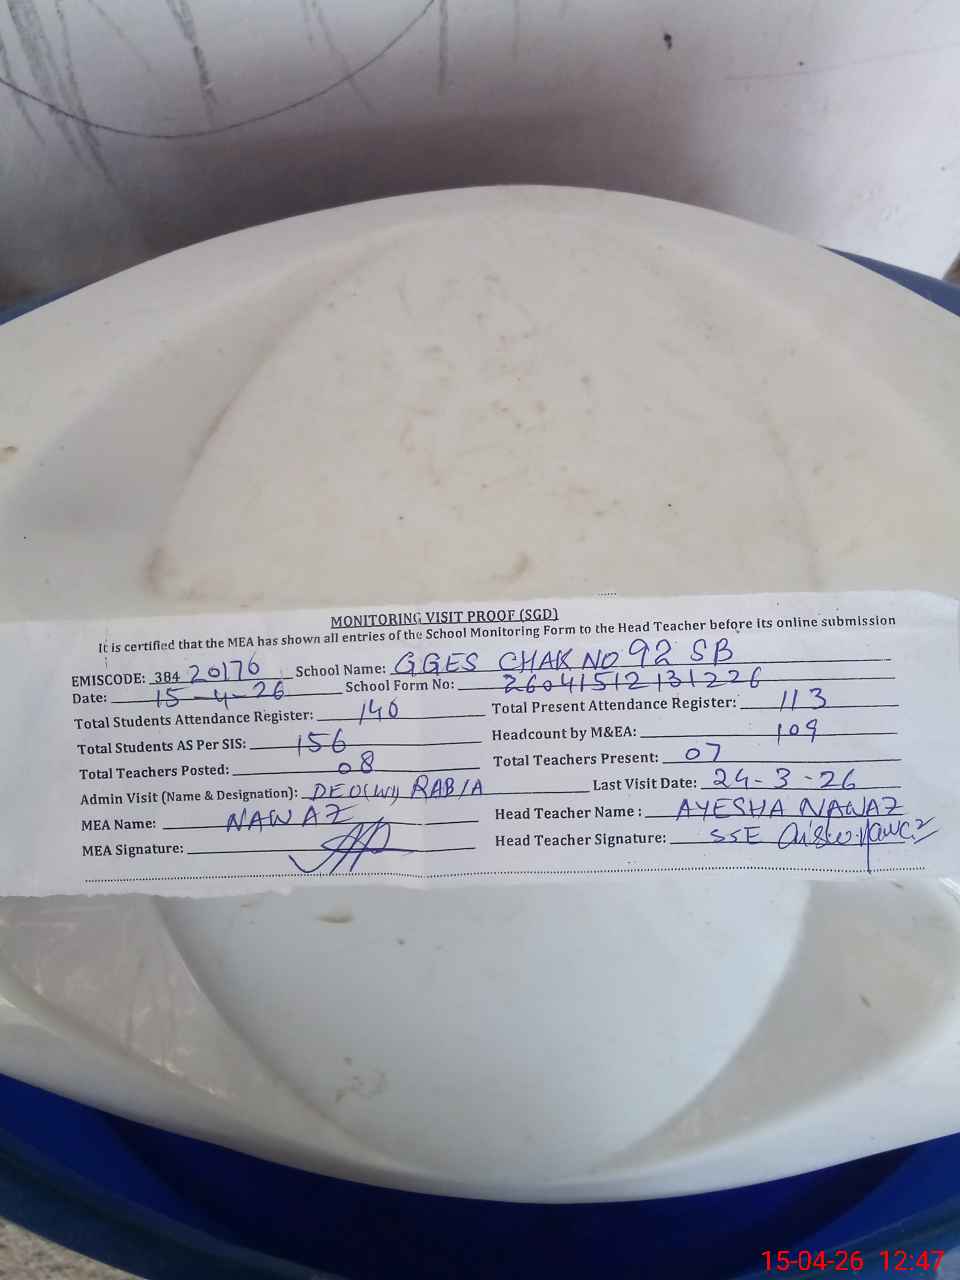 MONITORING VISIT PROOF (SGD)
It is certified that the MEA has shown all entries of the School Monitoring Form to the Head Teacher before its online submission
EMISCODE: 384 20176 School Name: GGES CHAK NO 92 SB
Date: 15-4-26 School Form No: 26041512131226
Total Students Attendance Register: 140 Total Present Attendance Register: 113
Total Students AS Per SIS: 156 Headcount by M&EA: 109
Total Teachers Posted: 08 Total Teachers Present: 07
Admin Visit (Name & Designation): DEO(W) RABIA Last Visit Date: 24-3-26
MEA Name: NAWAZ Head Teacher Name : AYESHA NAWAZ
MEA Signature: Head Teacher Signature: SSE
15-04-26 12:47